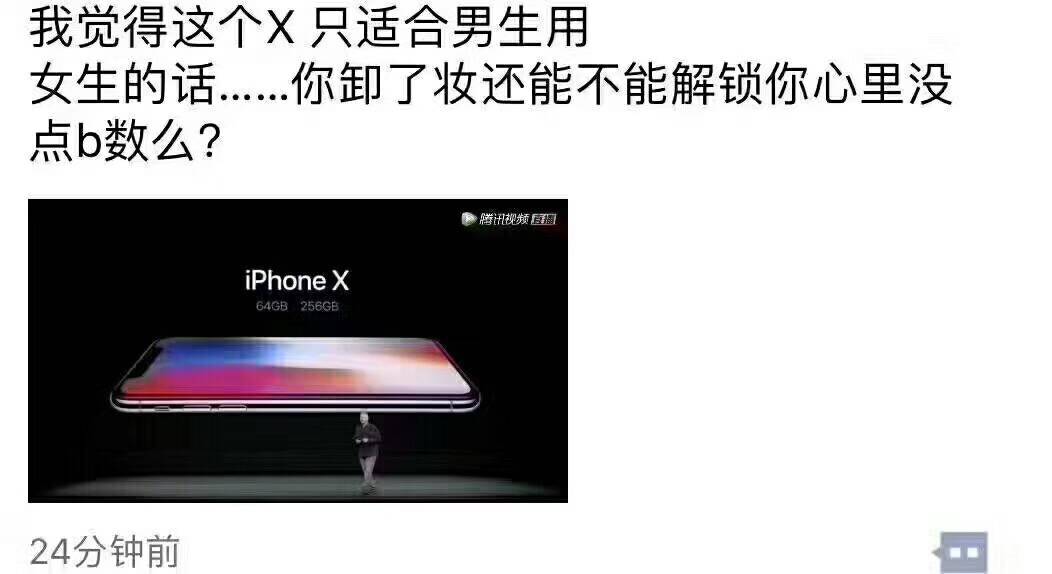 我觉得这个X 只适合男生用
女生的话......你卸了妆还能不能解锁你心里没
点b数么?
腾讯视频 直播
iPhone X
64GB 256GB
24分钟前